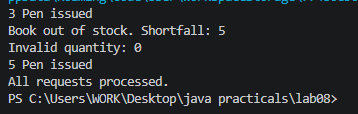 3 Pen issued
Book out of stock. Shortfall: 5
Invalid quantity: 0
5 Pen issued
All requests processed.
PS C:\Users\WORK\Desktop\java practicals\lab08>